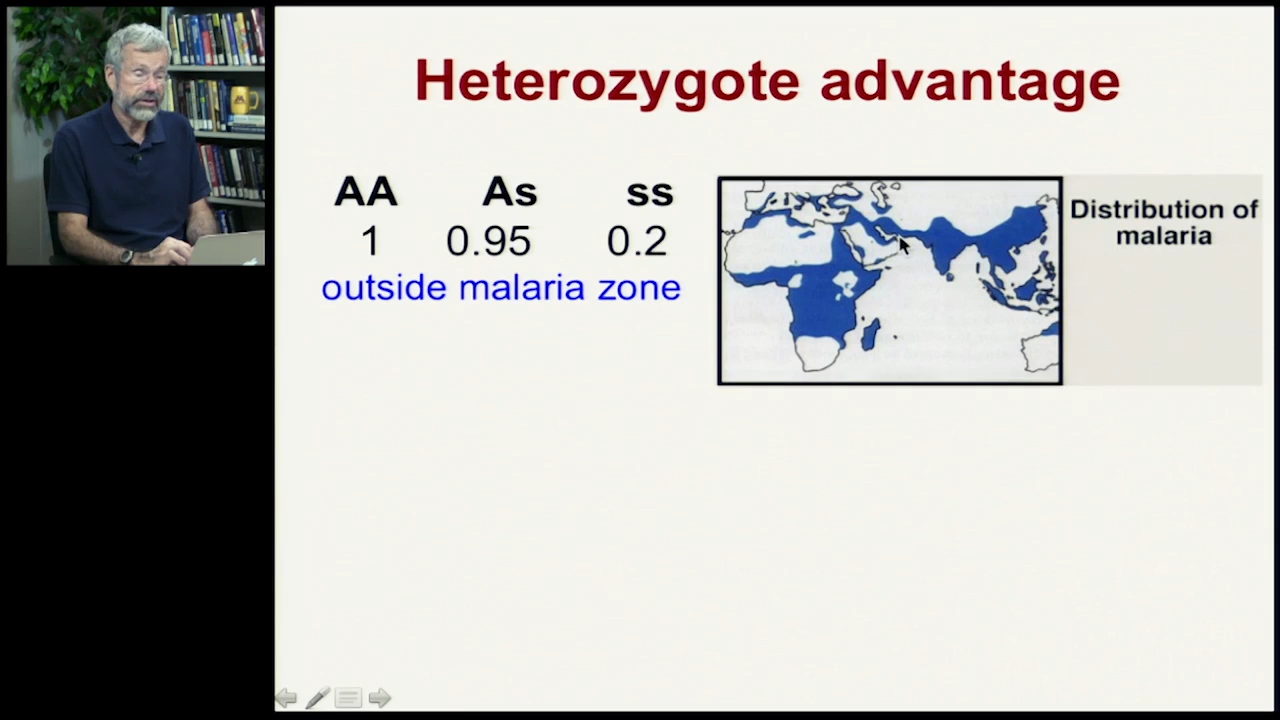 Heterozygote advantage
AA As ss
1 0.95 0.2
outside malaria zone
Distribution of
malaria